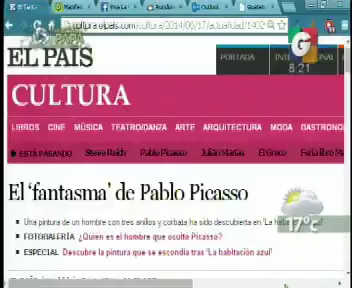 cultura.elpais.com/cultura/2014/06/17/actualidad/1402
PAPA
EL PAÍS
PORTADA
G
8:21
CULTURA
LIBROS CINE MÚSICA TEATRO/DANZA ARTE ARQUITECTURA MODA GASTRONO
ESTÁ PASANDO Steve Reich Pablo Picasso Julián Marías El Greco Feria libro M
El 'fantasma' de Pablo Picasso
Una pintura de un hombre con tres anillos y corbata ha sido descubierta en 'La
17°C
FOTOGALERÍA ¿Quién es el hombre que ocultó Picasso?
ESPECIAL Descubre la pintura que se escondía tras 'La habitación azul'